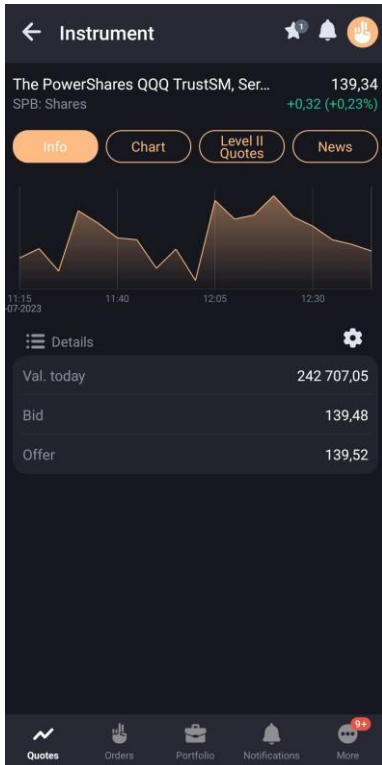 Instrument
1
The PowerShares QQQ TrustSM, Ser... 139,34
SPB: Shares +0,32 (+0,23%)
Info
Chart
Level II
Quotes
News
11:15 11:40 12:05 12:30
-07-2023
Details
Val. today 242 707,05
Bid 139,48
Offer 139,52
9+
Quotes Orders Portfolio Notifications More